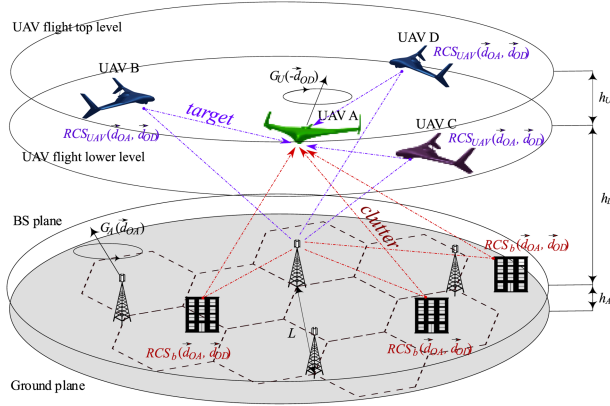 UAV flight top level
UAV D
RCS_UAV(d_OA, d_OD)
UAV B
G_U(-d_OD)
h_U
UAV A
target
UAV C
RCS_UAV(d_OA, d_OD)
RCS_UAV(d_OA, d_OD)
UAV flight lower level
BS plane
G_A(d_OA)
clutter
RCS_b(d_OA, d_OD)
h_A
L
RCS_b(d_OA, d_OD)
RCS_b(d_OA, d_OD)
Ground plane